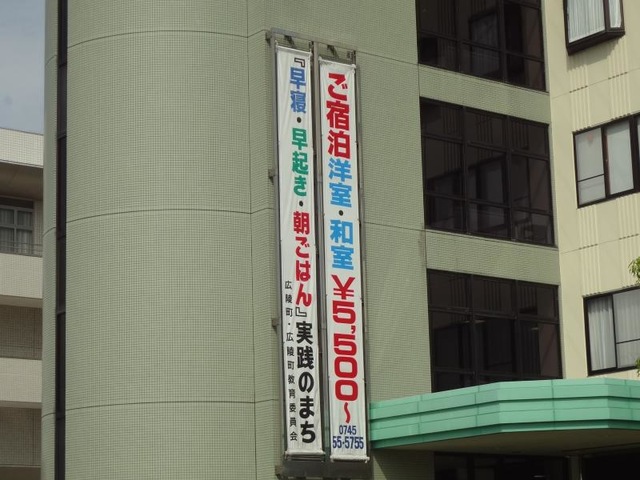 ご宿泊洋室・和室￥5,500～
0745
55-5755
『早寝・早起き・朝ごはん』実践のまち
広陵町・広陵町教育委員会